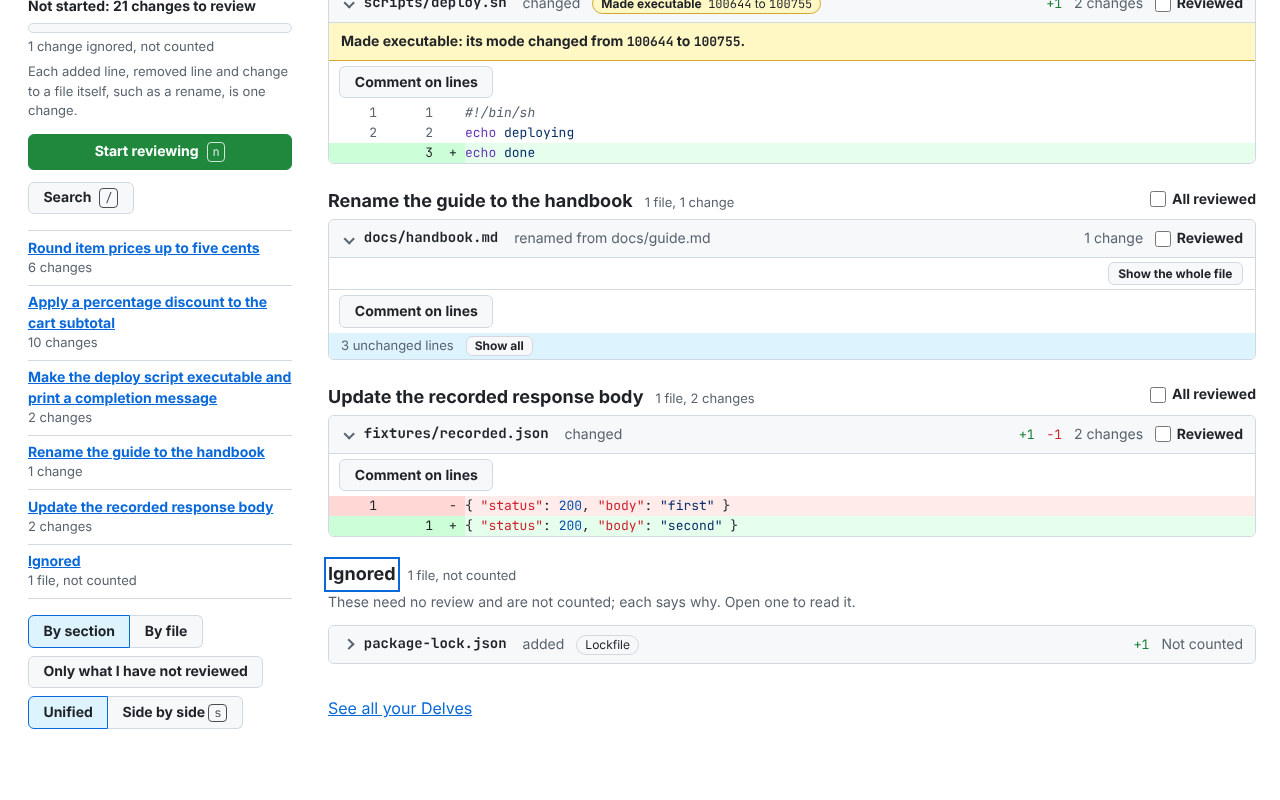 Not started: 21 changes to review
1 change ignored, not counted
Each added line, removed line and change
to a file itself, such as a rename, is one
change.
Start reviewing n
Search /
Round item prices up to five cents
6 changes
Apply a percentage discount to the
cart subtotal
10 changes
Make the deploy script executable and
print a completion message
2 changes
Rename the guide to the handbook
1 change
Update the recorded response body
2 changes
Ignored
1 file, not counted
By section By file
Only what I have not reviewed
Unified Side by side s
scripts/deploy.sh changed Made executable 100644 to 100755 +1 2 changes Reviewed
Made executable: its mode changed from 100644 to 100755.
Comment on lines
1 1 #!/bin/sh
2 2 echo deploying
3 + echo done
Rename the guide to the handbook 1 file, 1 change All reviewed
docs/handbook.md renamed from docs/guide.md 1 change Reviewed
Show the whole file
Comment on lines
3 unchanged lines Show all
Update the recorded response body 1 file, 2 changes All reviewed
fixtures/recorded.json changed +1 -1 2 changes Reviewed
Comment on lines
1 - { "status": 200, "body": "first" }
1 + { "status": 200, "body": "second" }
Ignored 1 file, not counted
These need no review and are not counted; each says why. Open one to read it.
package-lock.json added Lockfile +1 Not counted
See all your Delves